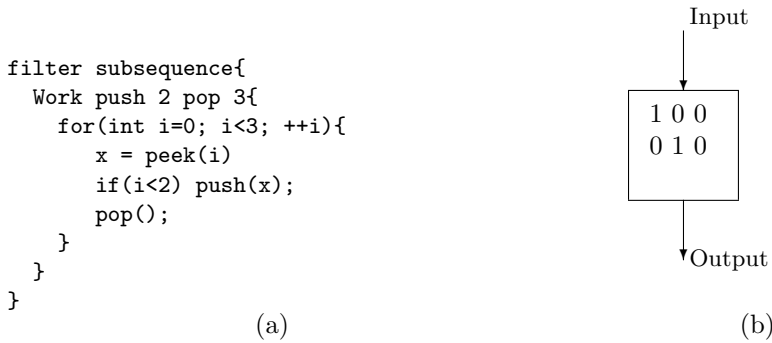 filter subsequence{
Work push 2 pop 3{
for(int i=0; i<3; ++i){
x = peek(i)
if(i<2) push(x);
pop();
}
}
}
(a)
Input
1 0 0
0 1 0
Output
(b)